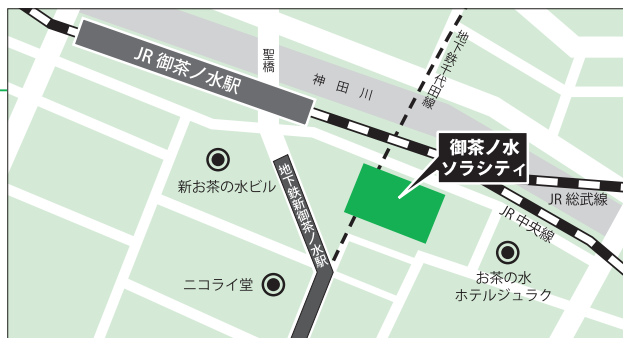 JR 御茶ノ水駅
聖橋
神田川
地下鉄千代田線
御茶ノ水
ソラシティ
新お茶の水ビル
地下鉄新御茶ノ水駅
JR 総武線
JR 中央線
ニコライ堂
お茶の水
ホテルジュラク